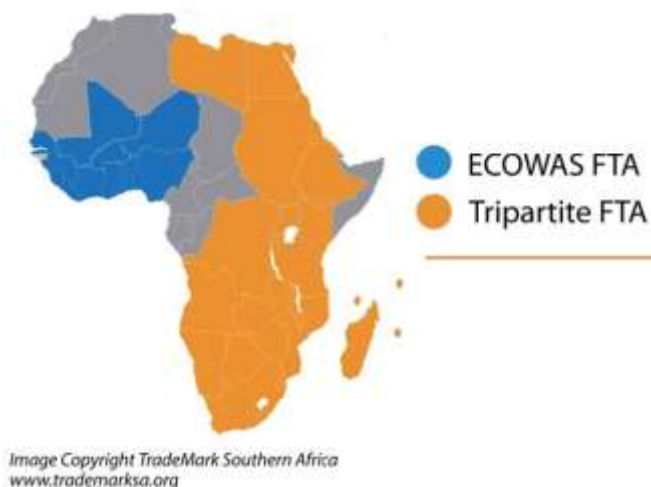 ECOWAS FTA
Tripartite FTA
Image Copyright TradeMark Southern Africa
www.trademarksa.org